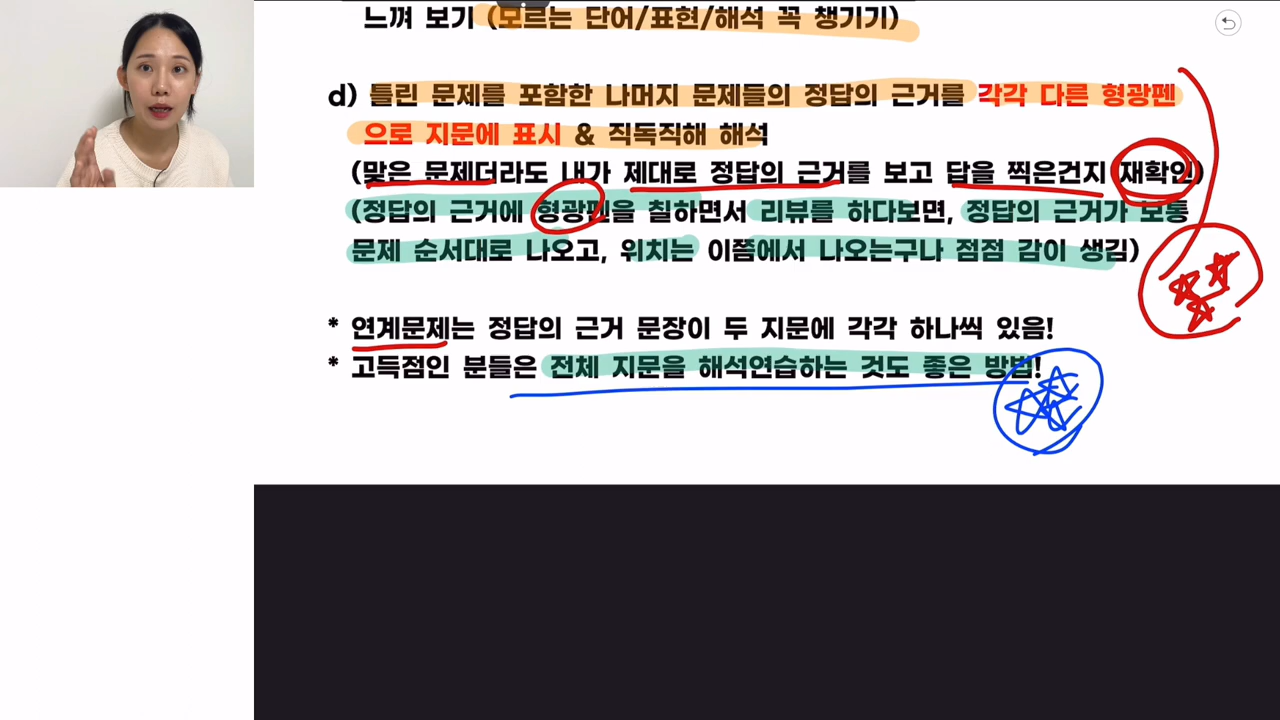 느껴 보기 (모르는 단어/표현/해석 꼭 챙기기)
d) 틀린 문제를 포함한 나머지 문제들의 정답의 근거를 각각 다른 형광펜
으로 지문에 표시 & 직독직해 해석
(맞은 문제더라도 내가 제대로 정답의 근거를 보고 답을 찍은건지 재확인)
(정답의 근거에 형광펜을 칠하면서 리뷰를 하다보면, 정답의 근거가 보통
문제 순서대로 나오고, 위치는 이쯤에서 나오는구나 점점 감이 생김)
* 연계문제는 정답의 근거 문장이 두 지문에 각각 하나씩 있음!
* 고득점인 분들은 전체 지문을 해석연습하는 것도 좋은 방법!